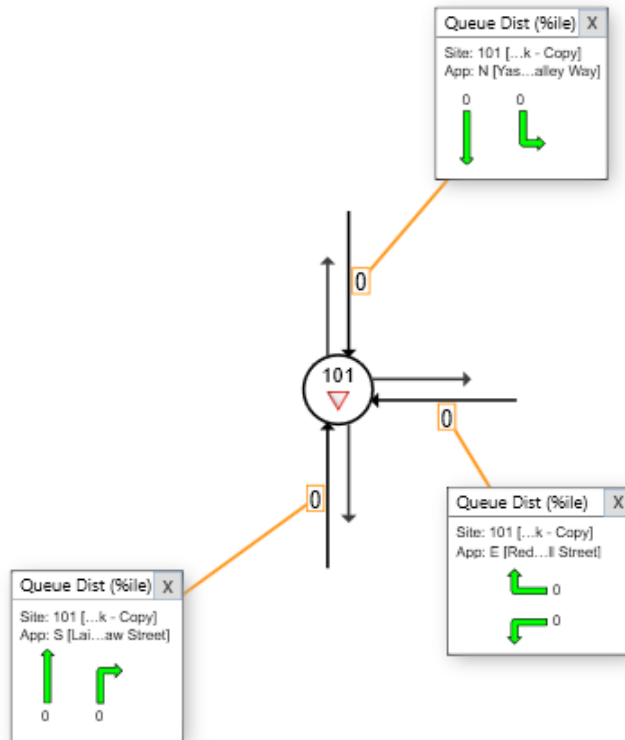 Queue Dist (%ile) X
Site: 101 [...k - Copy]
App: N [Yas...alley Way]
0 0
0
101
0
0
Queue Dist (%ile) X
Site: 101 [...k - Copy]
App: E [Red...ll Street]
0
0
Queue Dist (%ile) X
Site: 101 [...k - Copy]
App: S [Lai...aw Street]
0 0